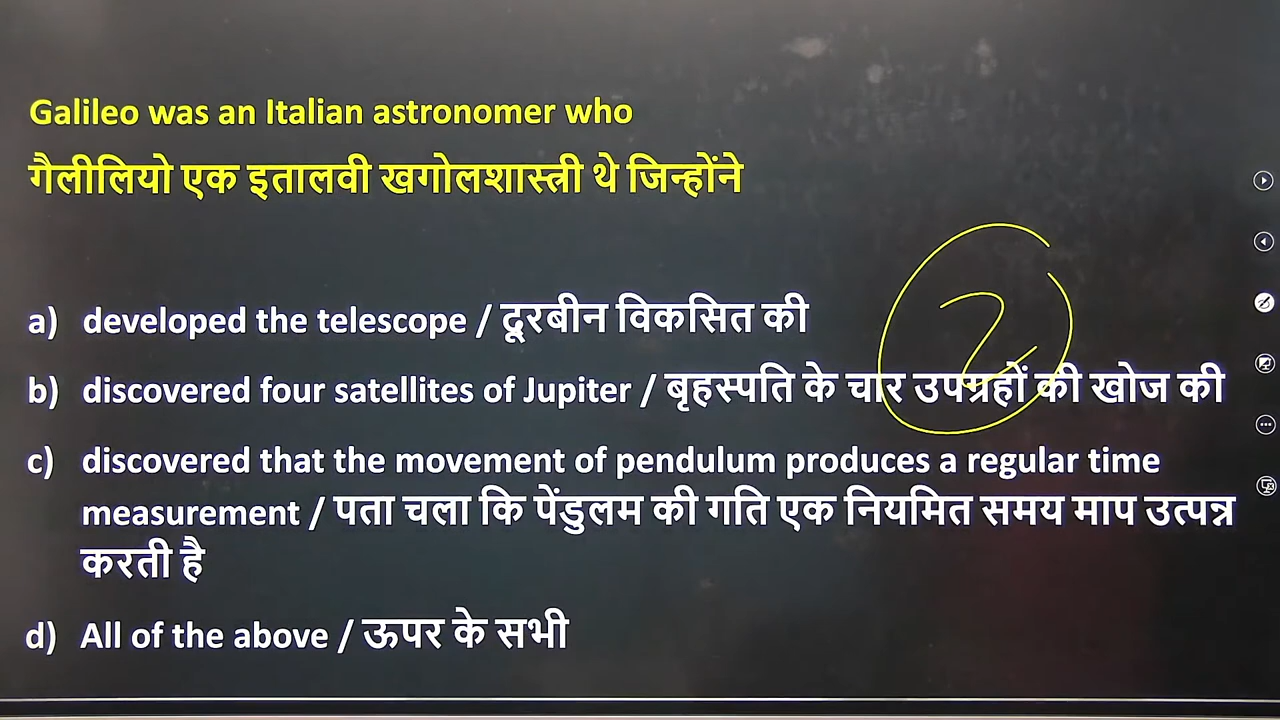 Galileo was an Italian astronomer who
गैलीलियो एक इतालवी खगोलशास्त्री थे जिन्होंने
2
a) developed the telescope / दूरबीन विकसित की
b) discovered four satellites of Jupiter / बृहस्पति के चार उपग्रहों की खोज की
c) discovered that the movement of pendulum produces a regular time
measurement / पता चला कि पेंडुलम की गति एक नियमित समय माप उत्पन्न
करती है
d) All of the above / ऊपर के सभी